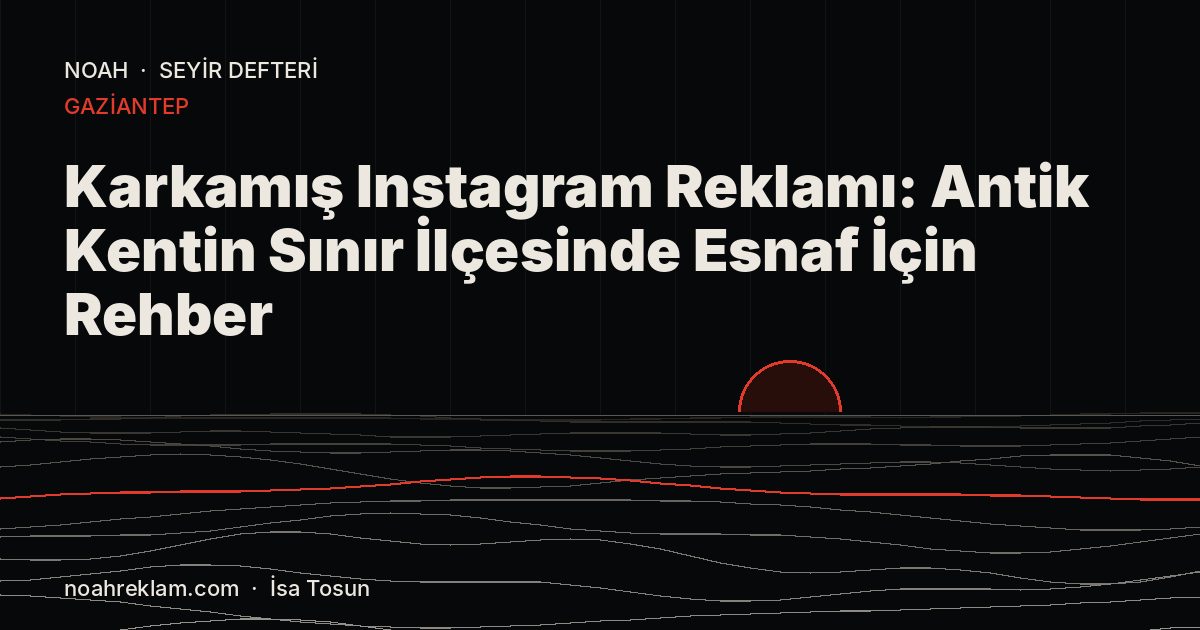 NOAH · SEYİR DEFTERİ
GAZİANTEP
Karkamış Instagram Reklamı: Antik
Kentin Sınır İlçesinde Esnaf İçin
Rehber
noahreklam.com · İsa Tosun